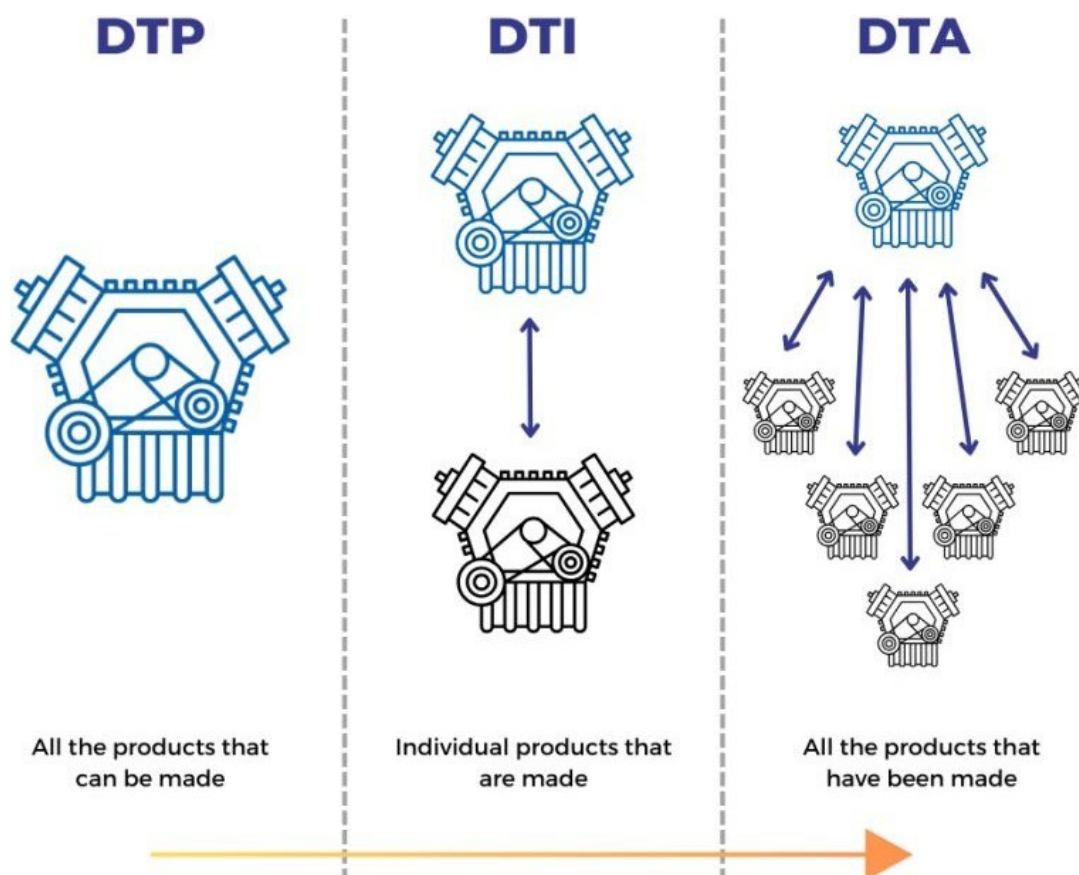 DTP
DTI
DTA
All the products that
can be made
Individual products that
are made
All the products that
have been made